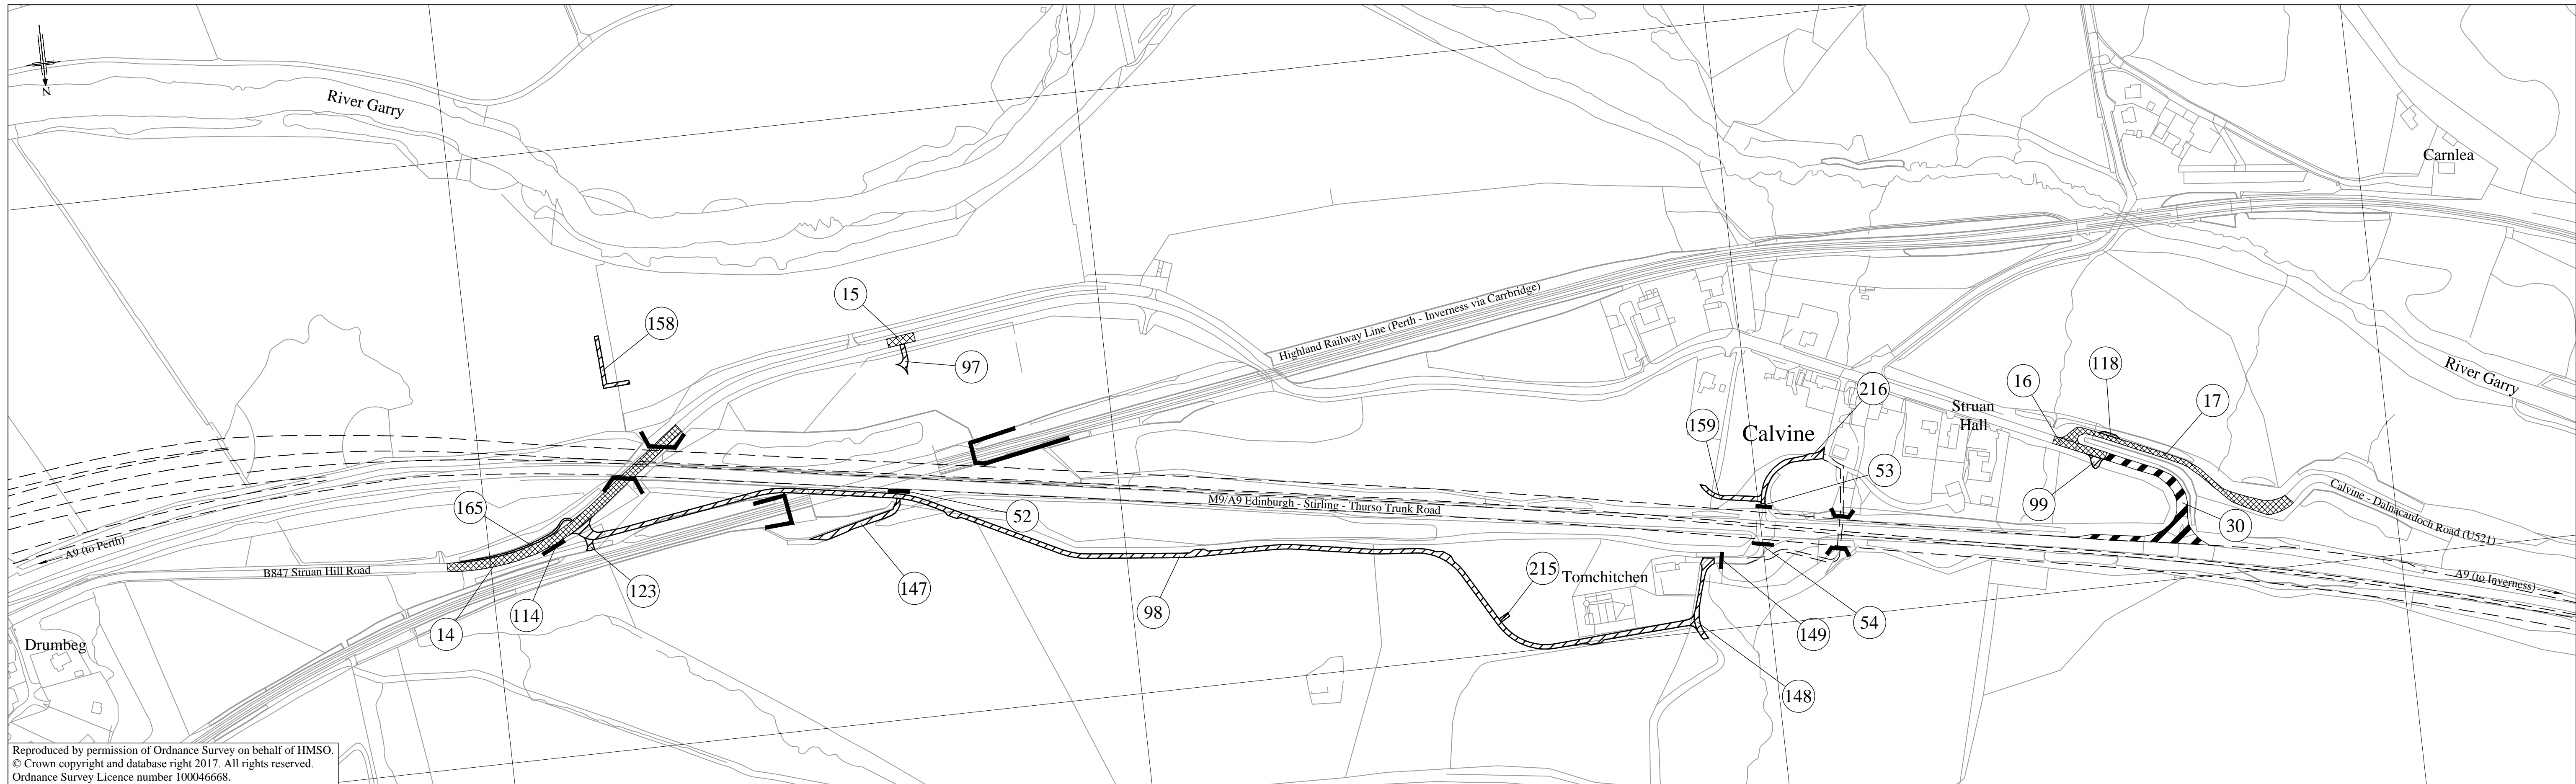 N
River Garry
Carnlea
15
158
Highland Railway Line (Perth - Inverness via Carrbridge)
97
118
16
River Garry
216
17
Struan
Hall
159
Calvine
53
165
99
Calvine - Dalnacardoch Road (U521)
M9/A9 Edinburgh - Stirling - Thurso Trunk Road
52
30
A9 (to Perth)
B847 Struan Hill Road
215
Tomchitchen
A9 (to Inverness)
123
147
98
114
14
54
149
Drumbeg
148
Reproduced by permission of Ordnance Survey on behalf of HMSO.
© Crown copyright and database right 2017. All rights reserved.
Ordnance Survey Licence number 100046668.